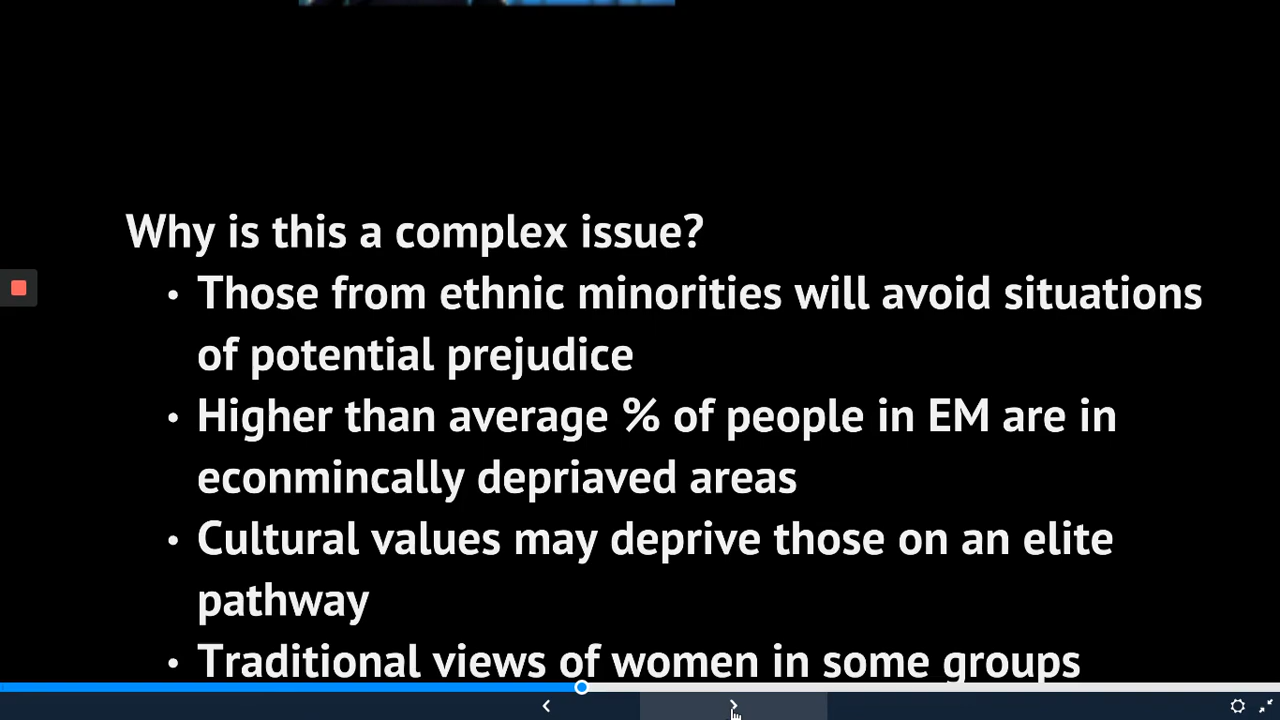 Why is this a complex issue?
• Those from ethnic minorities will avoid situations
of potential prejudice
• Higher than average % of people in EM are in
econmincally depriaved areas
• Cultural values may deprive those on an elite
pathway
• Traditional views of women in some groups